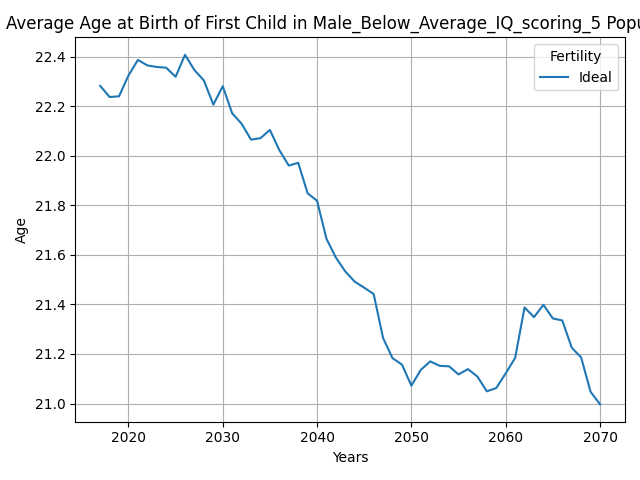 Average Age at Birth of First Child in Male_Below_Average_IQ_scoring_5
Fertility
Ideal
22.4
22.2
22.0
21.8
21.6
21.4
21.2
21.0
Age
2020 2030 2040 2050 2060 2070
Years